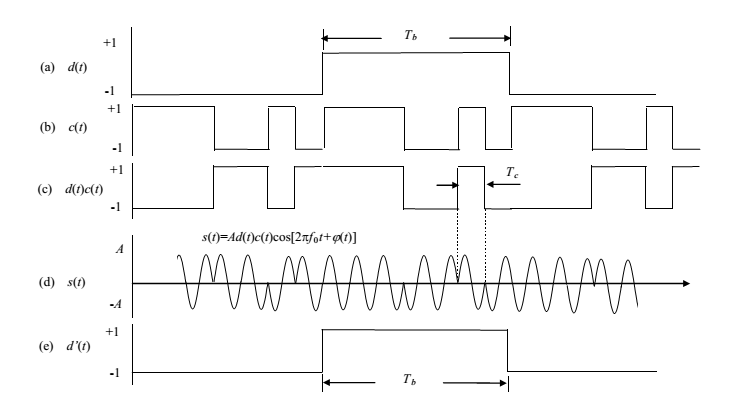 T_b
+1
(a) d(t)
-1
+1
(b) c(t)
-1
+1
T_c
(c) d(t)c(t)
-1
s(t)=Ad(t)c(t)cos[2πf_0t+φ(t)]
A
(d) s(t)
-A
+1
(e) d'(t)
-1
T_b